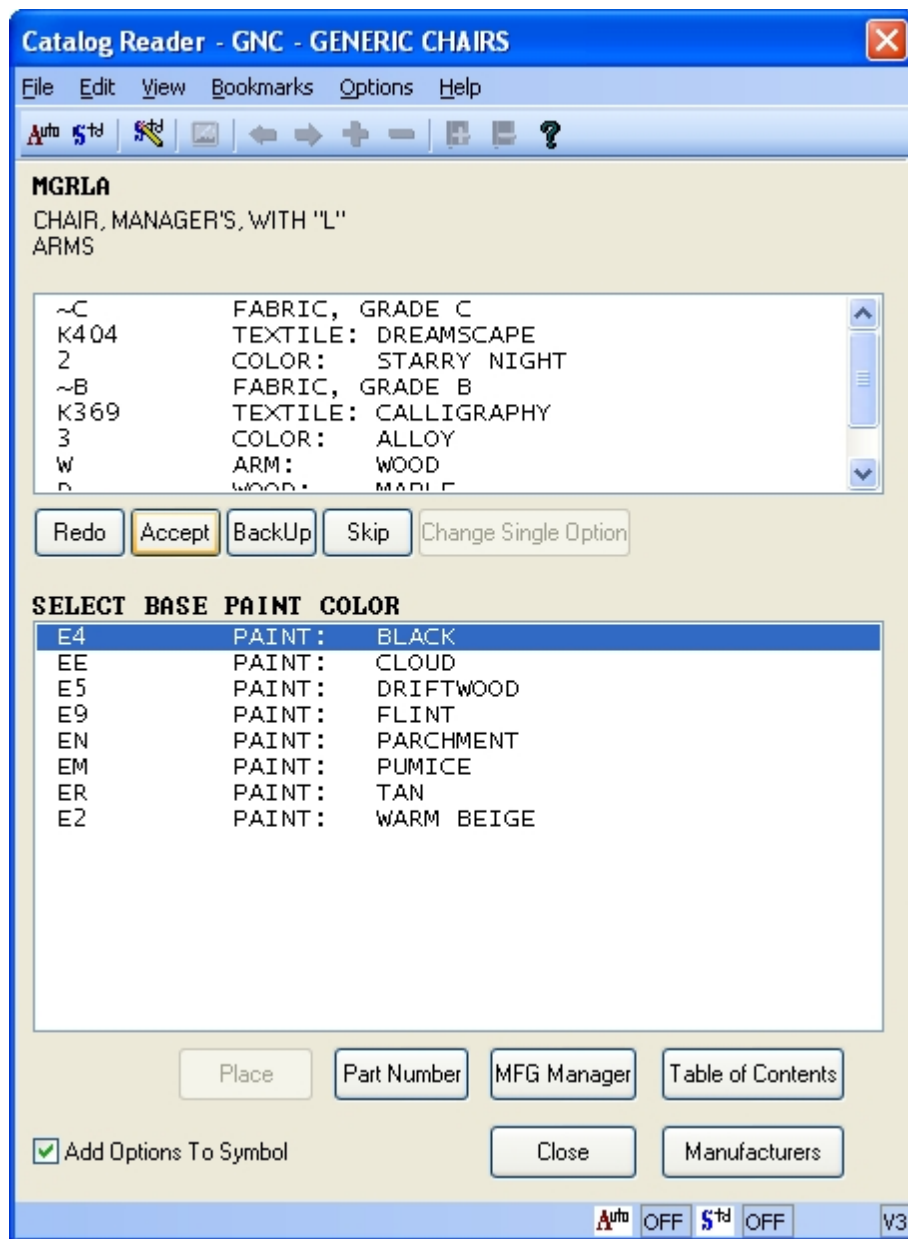 Catalog Reader - GNC - GENERIC CHAIRS
File Edit View Bookmarks Options Help
Auto Std Std ?
MGRLA
CHAIR, MANAGER'S, WITH "L"
ARMS
~C FABRIC, GRADE C
K404 TEXTILE: DREAMSCAPE
2 COLOR: STARRY NIGHT
~B FABRIC, GRADE B
K369 TEXTILE: CALLIGRAPHY
3 COLOR: ALLOY
W ARM: WOOD
WOOD: MAPLE
Redo Accept BackUp Skip Change Single Option
SELECT BASE PAINT COLOR
E4 PAINT: BLACK
EE PAINT: CLOUD
E5 PAINT: DRIFTWOOD
E9 PAINT: FLINT
EN PAINT: PARCHMENT
EM PAINT: PUMICE
ER PAINT: TAN
E2 PAINT: WARM BEIGE
Place Part Number MFG Manager Table of Contents
Add Options To Symbol Close Manufacturers
Auto OFF Std OFF V3